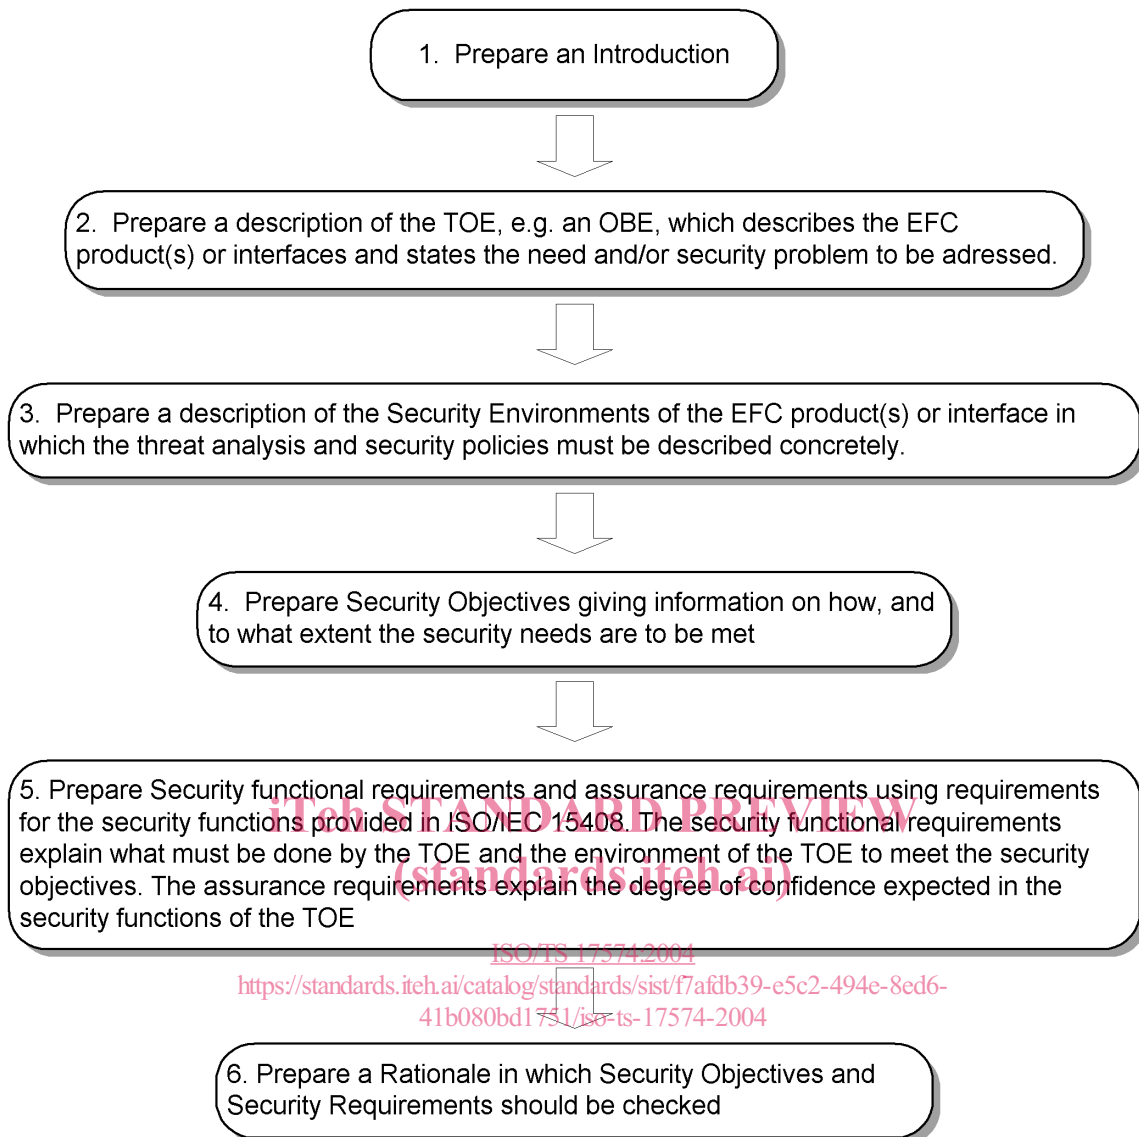 1. Prepare an Introduction
2. Prepare a description of the TOE, e.g. an OBE, which describes the EFC
product(s) or interfaces and states the need and/or security problem to be adressed.
3. Prepare a description of the Security Environments of the EFC product(s) or interface in
which the threat analysis and security policies must be described concretely.
4. Prepare Security Objectives giving information on how, and
to what extent the security needs are to be met
5. Prepare Security functional requirements and assurance requirements using requirements
iTeh STANDARD PREVIEW
for the security functions provided in ISO/IEC 15408. The security functional requirements
explain what must be done by the TOE and the environment of the TOE to meet the security
(standards.iteh.ai)
objectives. The assurance requirements explain the degree of confidence expected in the
security functions of the TOE
ISO/TS 17574:2004
https://standards.iteh.ai/catalog/standards/sist/f7afdb39-e5c2-494e-8ed6-
41b080bd1751/iso-ts-17574-2004
6. Prepare a Rationale in which Security Objectives and
Security Requirements should be checked